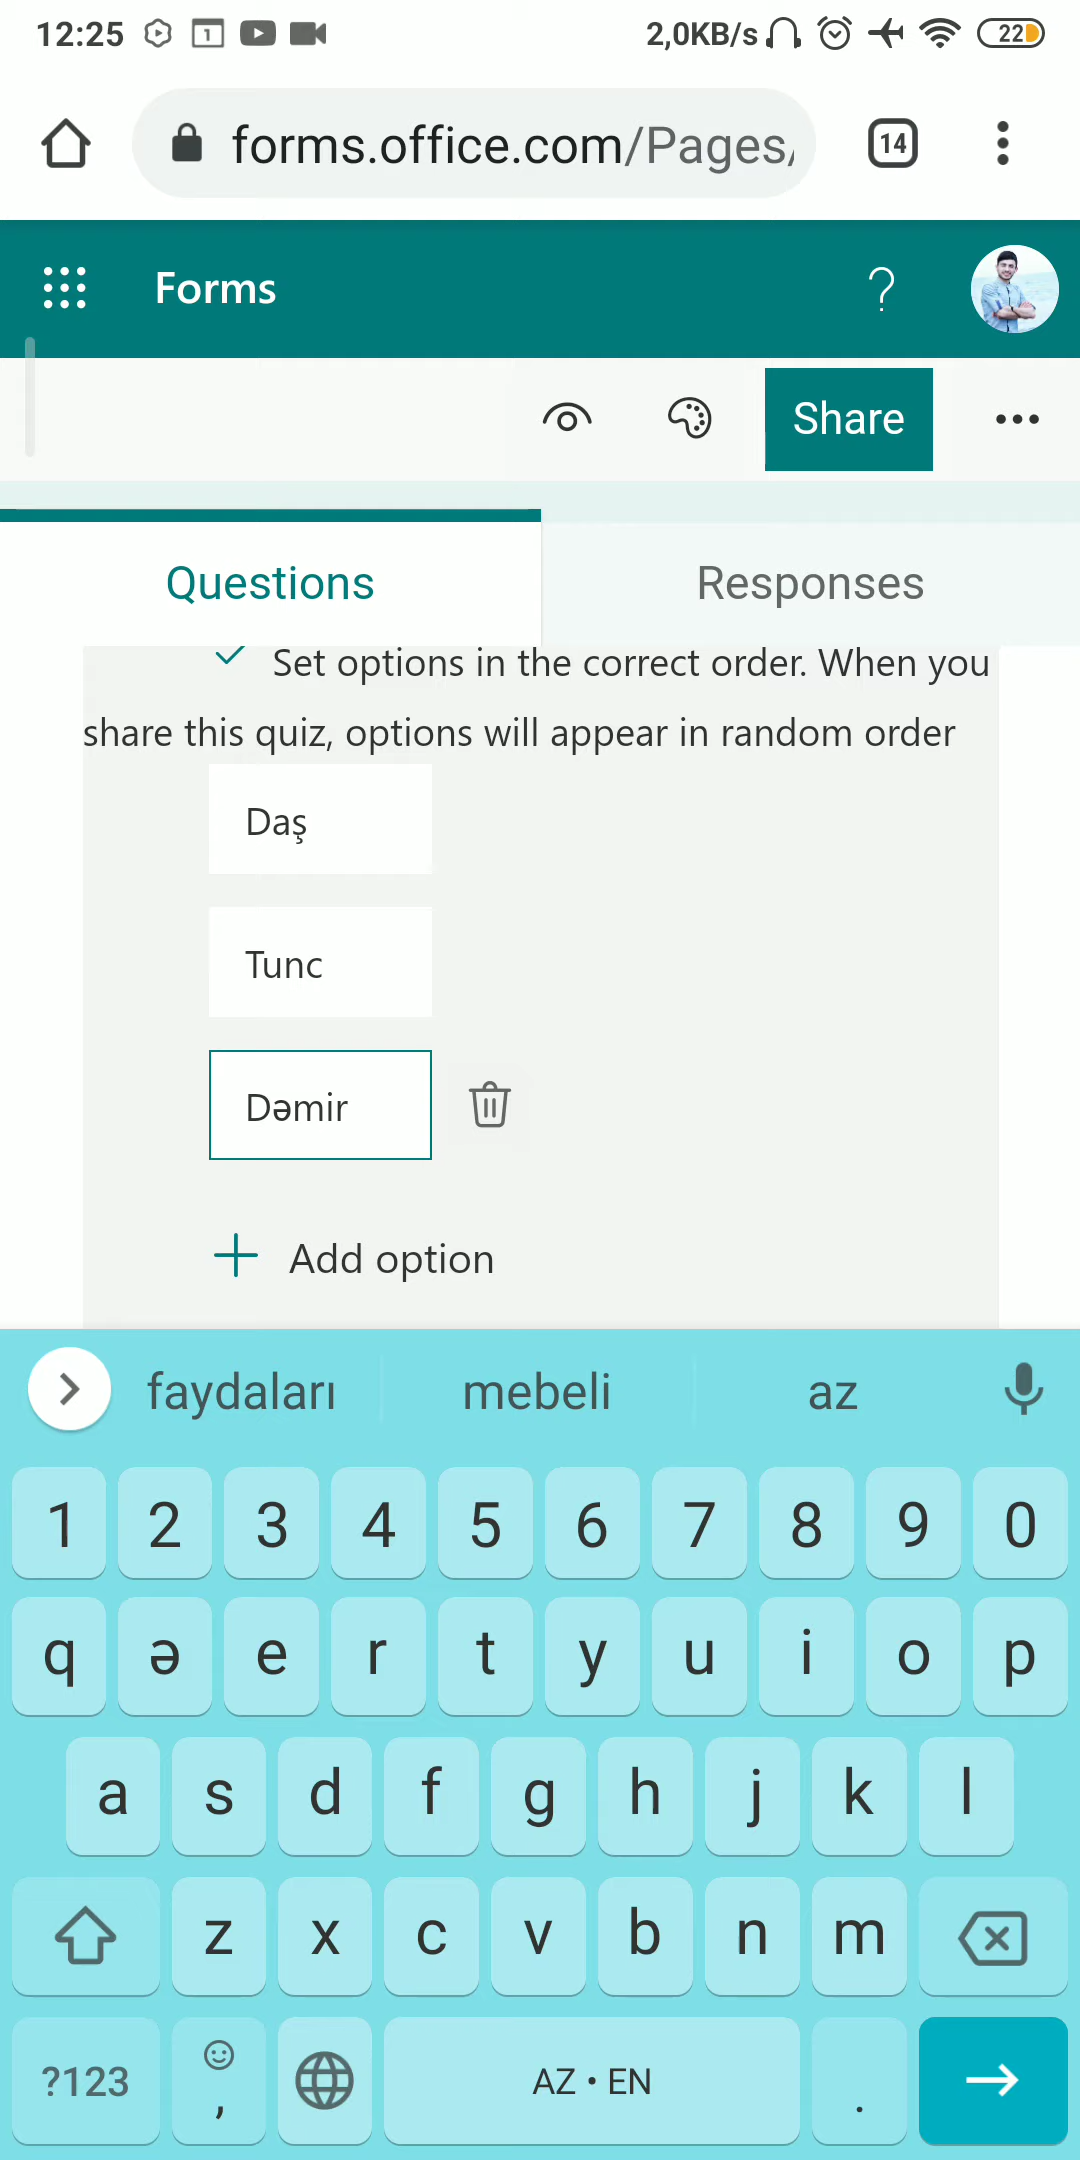 12:25
1
2,0KB/s
22
forms.office.com/Pages/
14
Forms
?
Share
Questions
Responses
Set options in the correct order. When you
share this quiz, options will appear in random order
Daş
Tunc
Dəmir
+ Add option
faydaları mebeli az
1 2 3 4 5 6 7 8 9 0
q ə e r t y u i o p
a s d f g h j k l
z x c v b n m
?123 , AZ • EN .